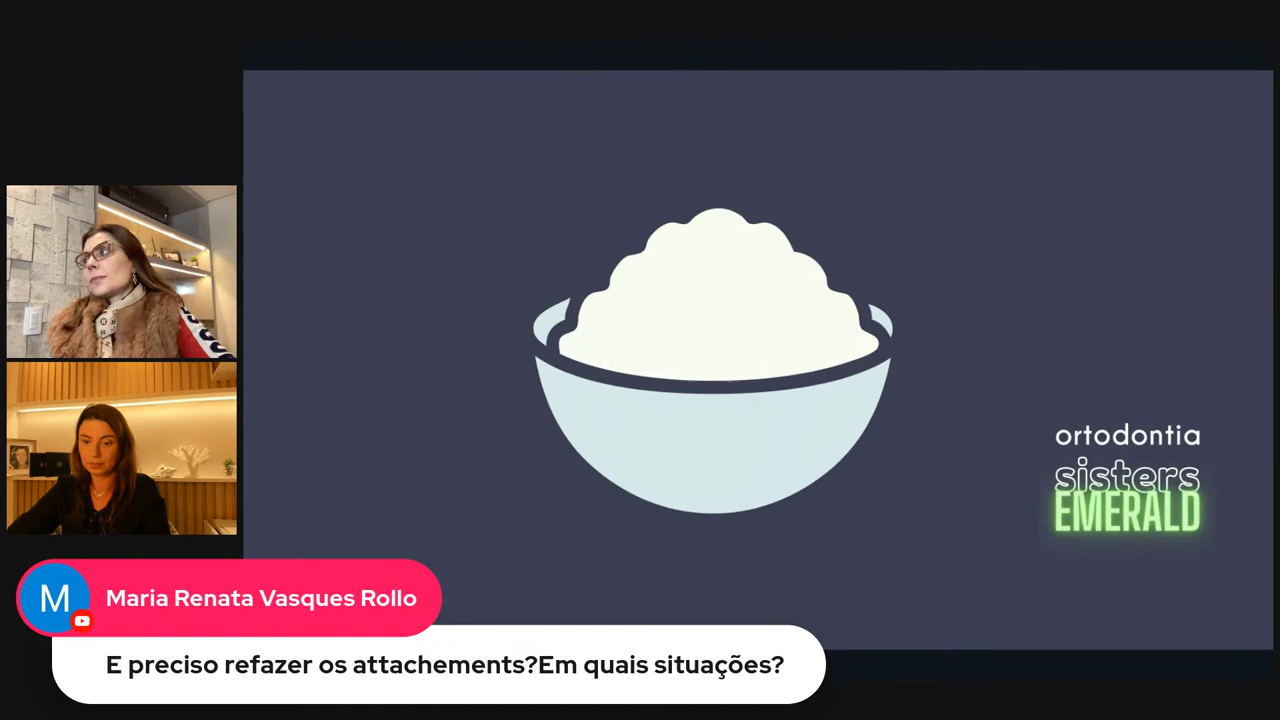 ortodontia
sisters
EMERALD
M
Maria Renata Vasques Rollo
E preciso refazer os attachements?Em quais situações?